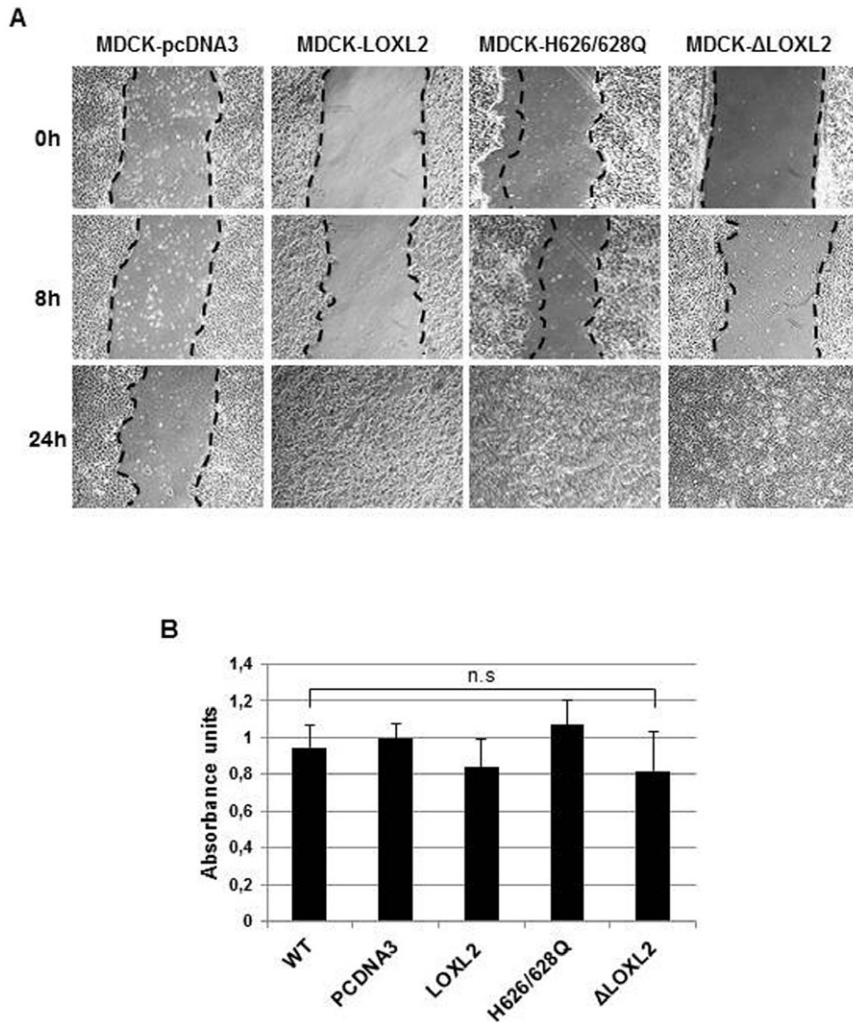 A
MDCK-pcDNA3 MDCK-LOXL2 MDCK-H626/628Q MDCK-ΔLOXL2
0h
8h
24h
B
1,4
1,2
1
0,8
0,6
0,4
0,2
0
Absorbance units
n.s
WT
PCDNA3
LOXL2
H626/628Q
ΔLOXL2